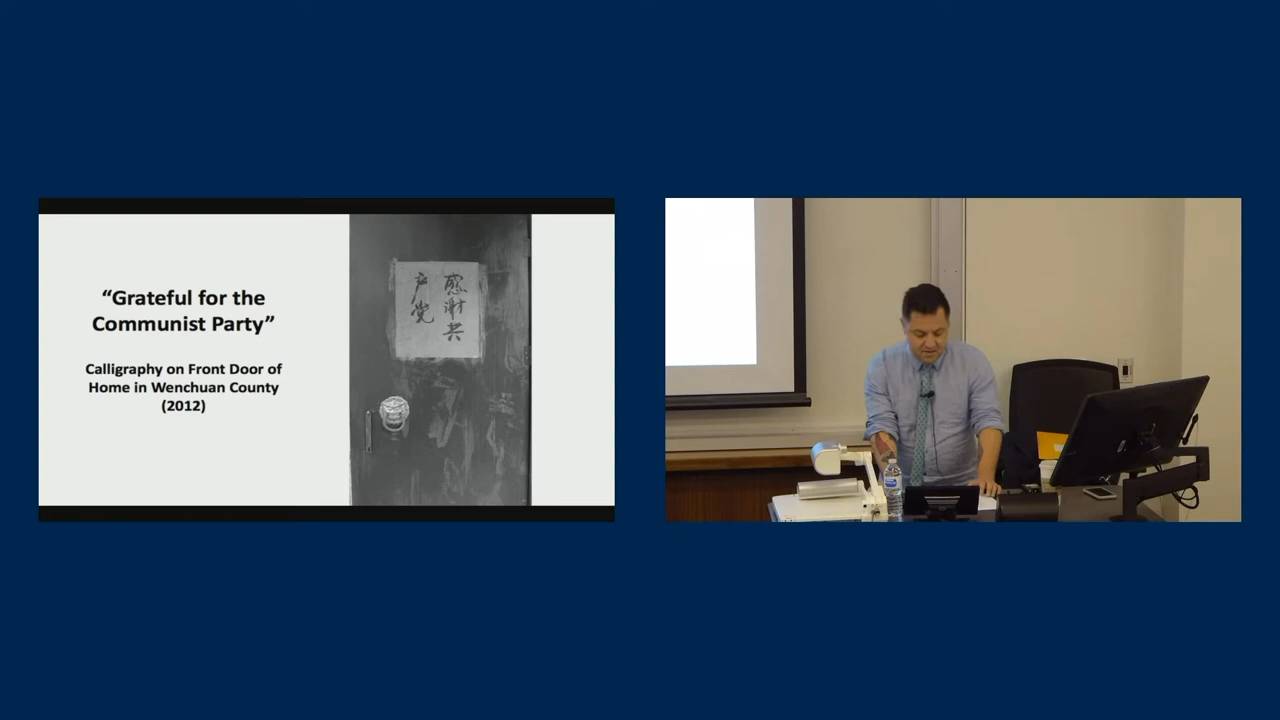 “Grateful for the
Communist Party”
Calligraphy on Front Door of
Home in Wenchuan County
(2012)
感谢共
产党